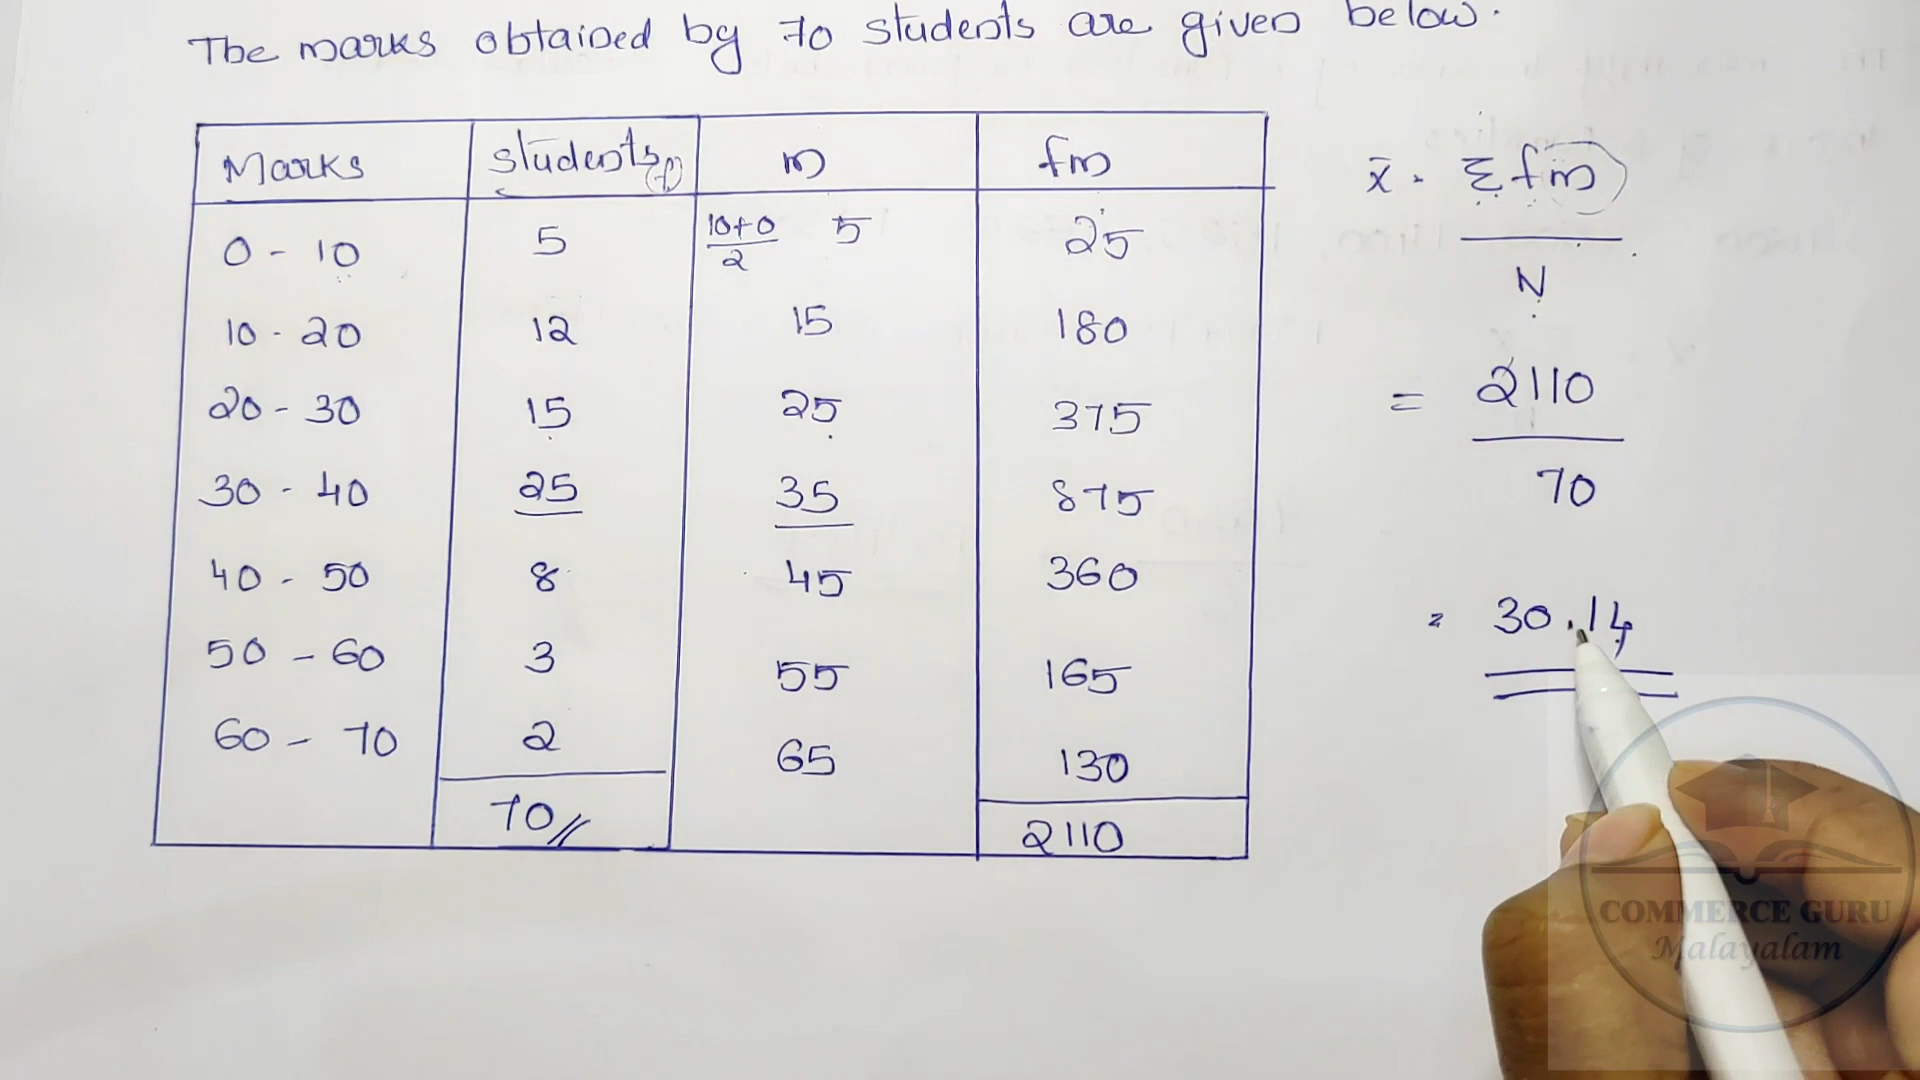 The marks obtained by 70 students are given below.
Marks students (f) m fm
0 - 10 5 10+0/2 5 25
10 - 20 12 15 180
20 - 30 15 25 375
30 - 40 25 35 875
40 - 50 8 45 360
50 - 60 3 55 165
60 - 70 2 65 130
70 2110
x̄ = Σfm
N
= 2110
70
= 30.14
COMMERCE GURU
Malayalam